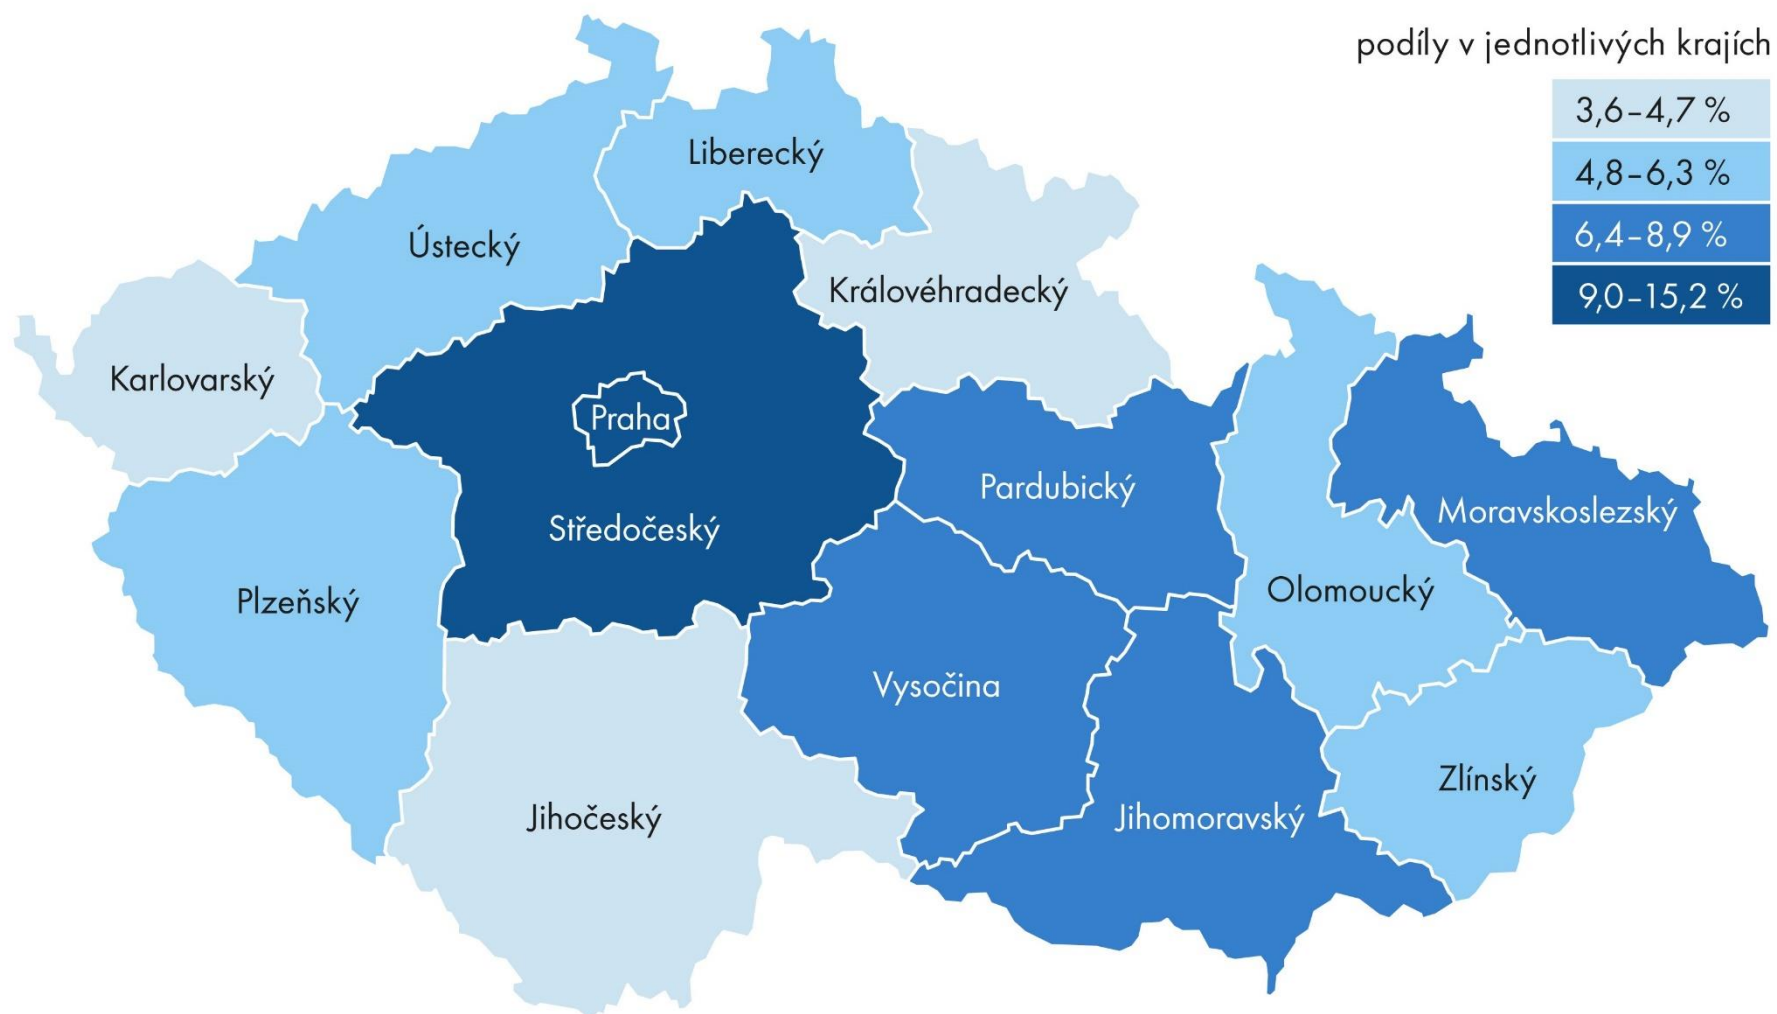 podíly v jednotlivých krajích
3,6–4,7 %
4,8–6,3 %
6,4–8,9 %
9,0–15,2 %
Liberecký
Ústecký
Královéhradecký
Karlovarský
Praha
Pardubický
Středočeský
Moravskoslezský
Plzeňský
Olomoucký
Vysočina
Zlínský
Jihočeský
Jihomoravský